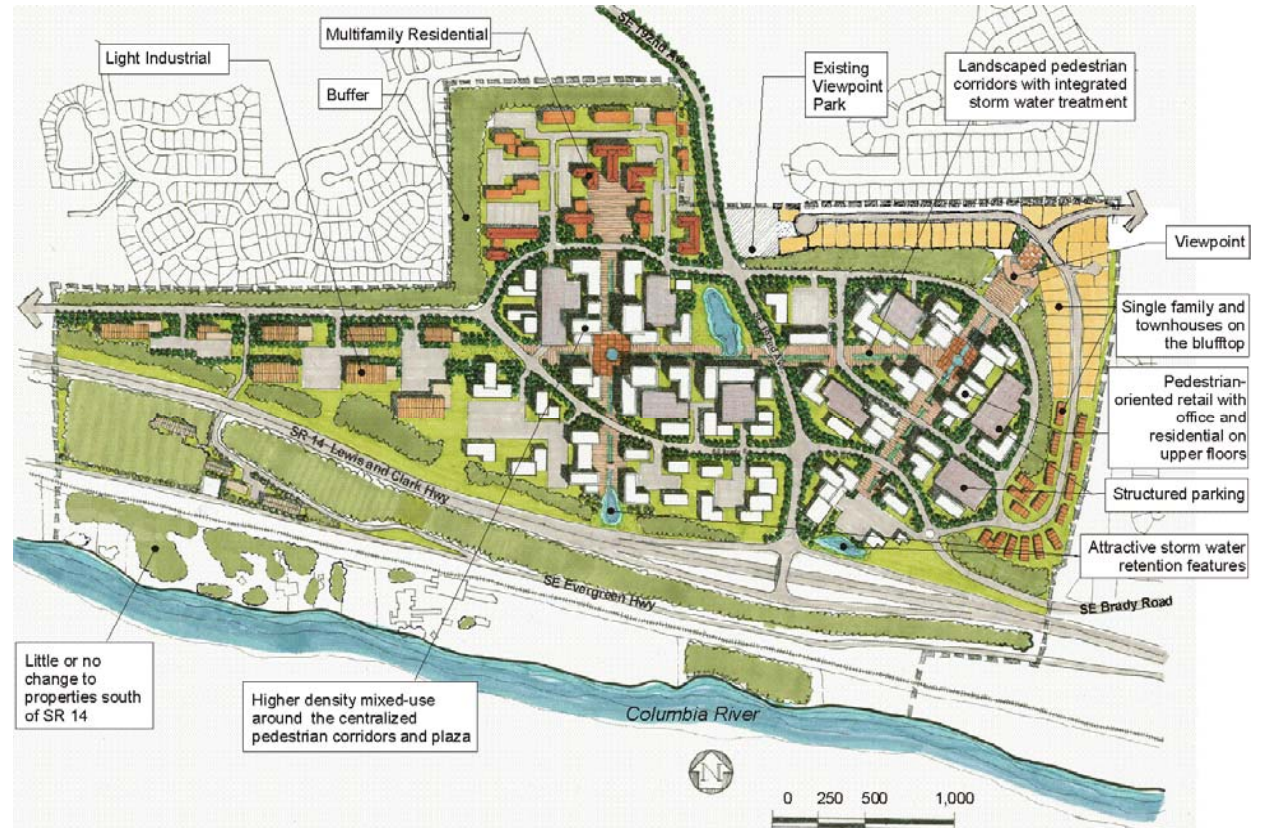 Light Industrial
Multifamily Residential
Buffer
SE 192nd Ave
Existing
Viewpoint
Park
Landscaped pedestrian
corridors with integrated
storm water treatment
Viewpoint
Single family and
townhouses on
the blufftop
Pedestrian-
oriented retail with
office and
residential on
upper floors
Structured parking
Attractive storm water
retention features
SR 14 Lewis and Clark Hwy
SE Evergreen Hwy
SE Brady Road
Little or no
change to
properties south
of SR 14
Higher density mixed-use
around the centralized
pedestrian corridors and plaza
Columbia River
N
0 250 500 1,000